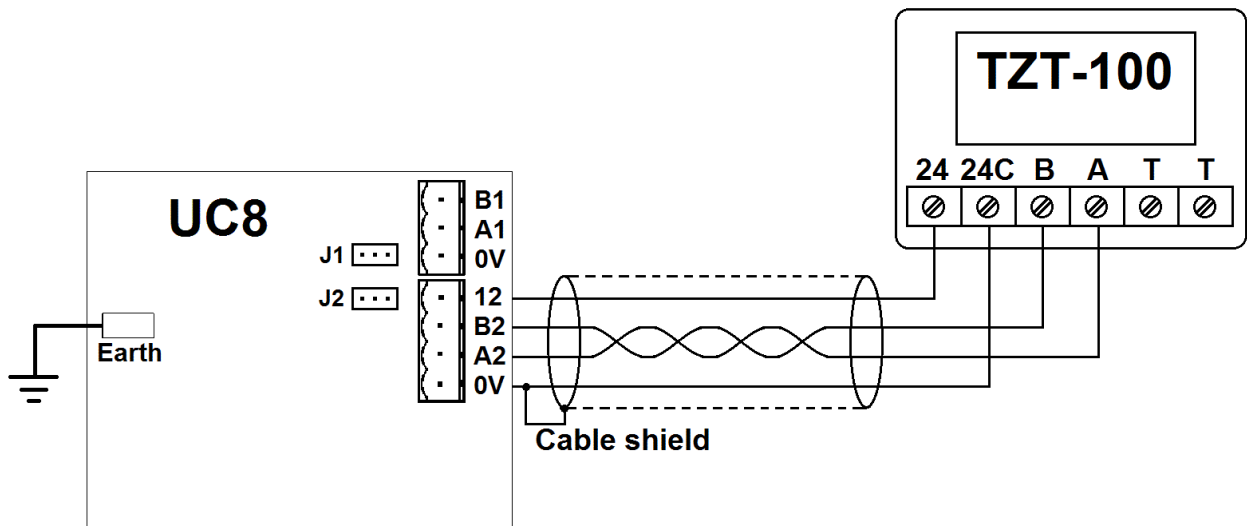 TZT-100
24 24C B A T T
UC8
B1
A1
J1
0V
J2
12
B2
Earth
A2
0V
Cable shield